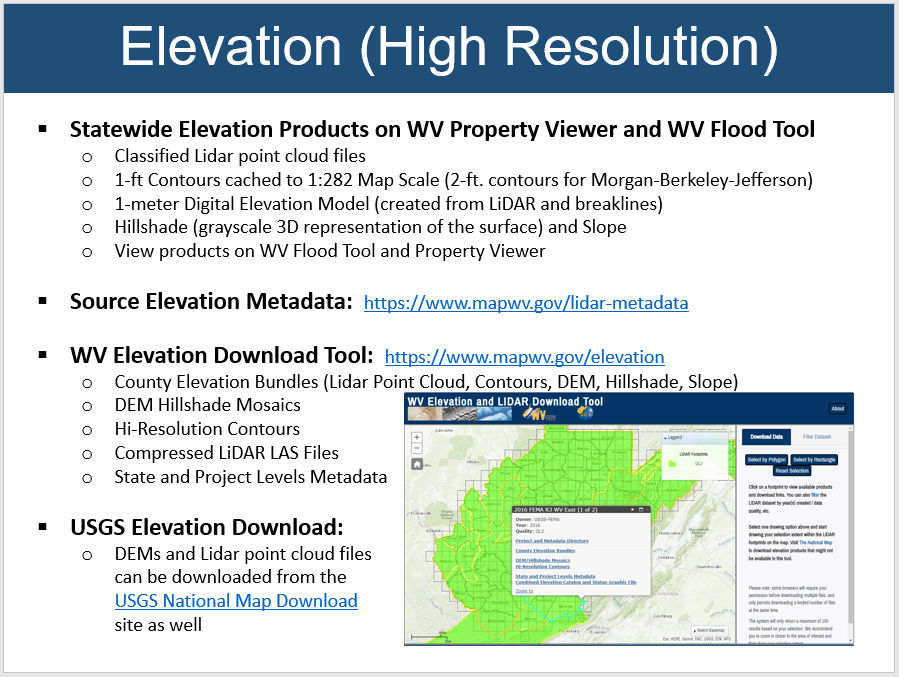 Elevation (High Resolution)
▪ Statewide Elevation Products on WV Property Viewer and WV Flood Tool
o Classified Lidar point cloud files
o 1-ft Contours cached to 1:282 Map Scale (2-ft. contours for Morgan-Berkeley-Jefferson)
o 1-meter Digital Elevation Model (created from LiDAR and breaklines)
o Hillshade (grayscale 3D representation of the surface) and Slope
o View products on WV Flood Tool and Property Viewer
▪ Source Elevation Metadata: https://www.mapwv.gov/lidar-metadata
▪ WV Elevation Download Tool: https://www.mapwv.gov/elevation
o County Elevation Bundles (Lidar Point Cloud, Contours, DEM, Hillshade, Slope)
o DEM Hillshade Mosaics
o Hi-Resolution Contours
o Compressed LiDAR LAS Files
o State and Project Levels Metadata
▪ USGS Elevation Download:
o DEMs and Lidar point cloud files
can be downloaded from the
USGS National Map Download
site as well
WV Elevation and LIDAR Download Tool
About
Legend
LiDAR Footprints
QL2
2016 FEMA R3 WV East (1 of 2)
Owner: USGS-FEMA
Year: 2016
Quality: QL2
Project and Metadata Directory
County Elevation Bundles
DEM/Hillshade Mosaics
Hi-Resolution Contours
State and Project Levels Metadata
Combined Elevation Catalog and Status Graphic File
Zoom to
Switch Basemap
Esri, HERE, Garmin, FAO, USGS, EPA, NPS
Download Data
Filter Dataset
Select by Polygon
Select by Rectangle
Reset Selection
Click on a footprint to view available products
and download links. You can also filter the
LiDAR dataset by year(s) created / data
quality, etc.
Select one drawing option above and start
drawing your selection extent within the LiDAR
footprints on the map. Visit The National Map
to download elevation products that might not
be available in this tool.
Please note: some browsers will require your
permission before downloading multiple files, and
only permits downloading a limited number of files
at the same time.
The system will only return a maximum of 100
results based on your selection. We recommend
you to zoom in closer to the area of interest and